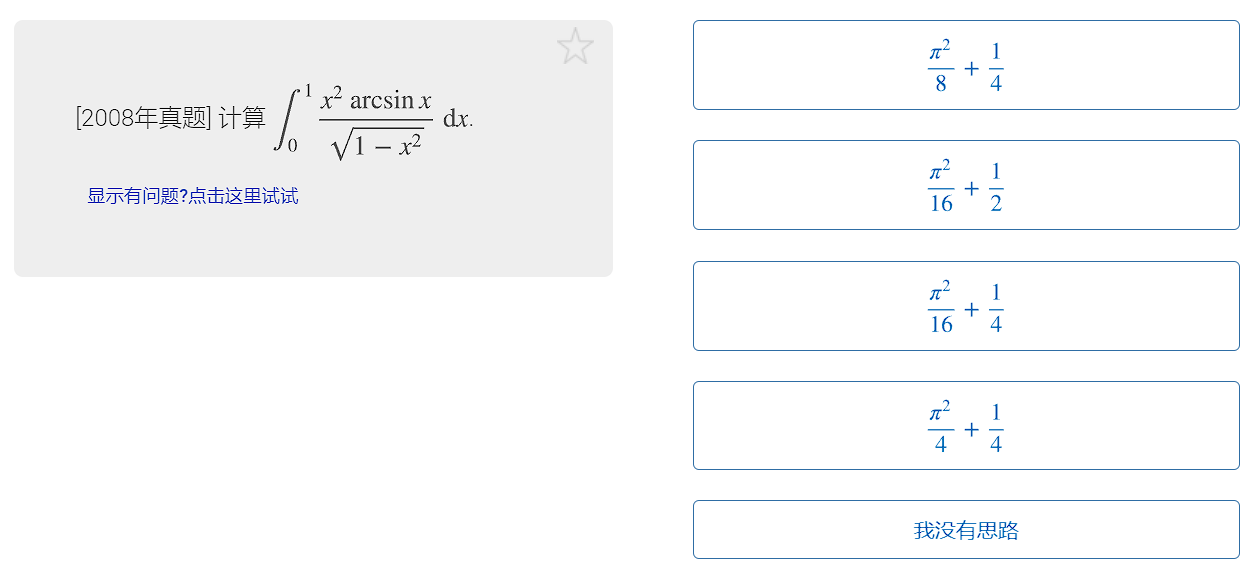 [2008年真题] 计算 $\int_0^1 \frac{x^2 \arcsin x}{\sqrt{1-x^2}} \mathrm{d}x$.
显示有问题?点击这里试试
$\frac{\pi^2}{8} + \frac{1}{4}$
$\frac{\pi^2}{16} + \frac{1}{2}$
$\frac{\pi^2}{16} + \frac{1}{4}$
$\frac{\pi^2}{4} + \frac{1}{4}$
我没有思路